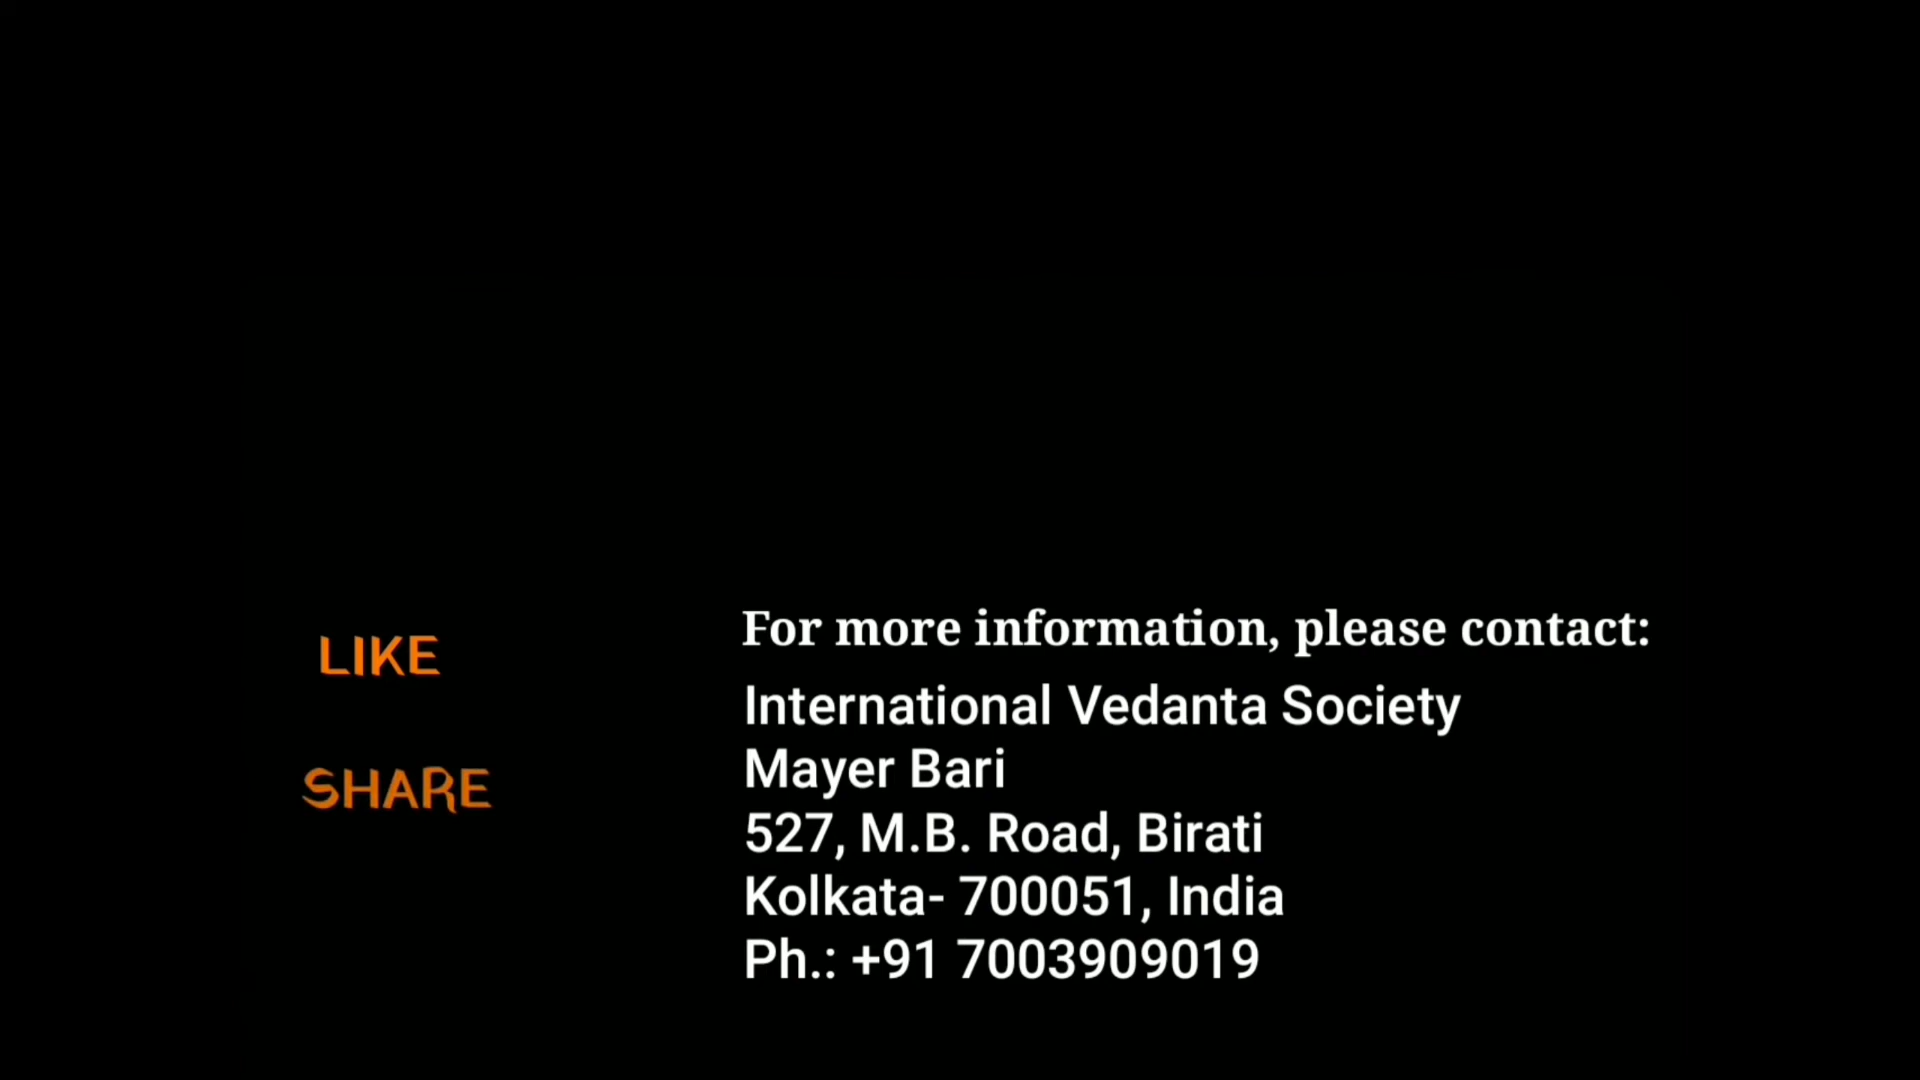 LIKE
SHARE
For more information, please contact:
International Vedanta Society
Mayer Bari
527, M.B. Road, Birati
Kolkata- 700051, India
Ph.: +91 7003909019